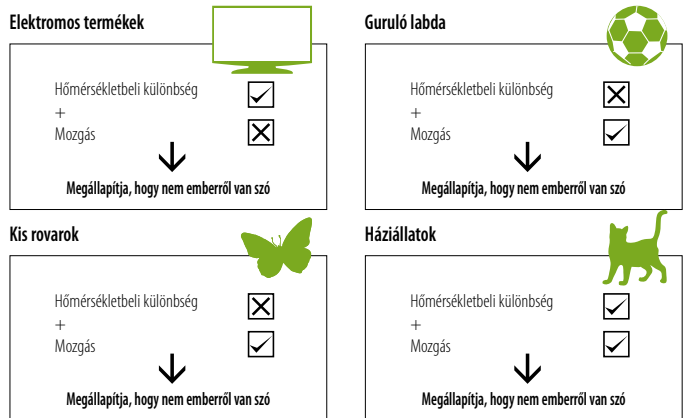 Elektromos termékek
Hőmérsékletbeli különbség
+
Mozgás
Megállapítja, hogy nem emberről van szó
Guruló labda
Hőmérsékletbeli különbség
+
Mozgás
Megállapítja, hogy nem emberről van szó
Kis rovarok
Hőmérsékletbeli különbség
+
Mozgás
Megállapítja, hogy nem emberről van szó
Háziállatok
Hőmérsékletbeli különbség
+
Mozgás
Megállapítja, hogy nem emberről van szó